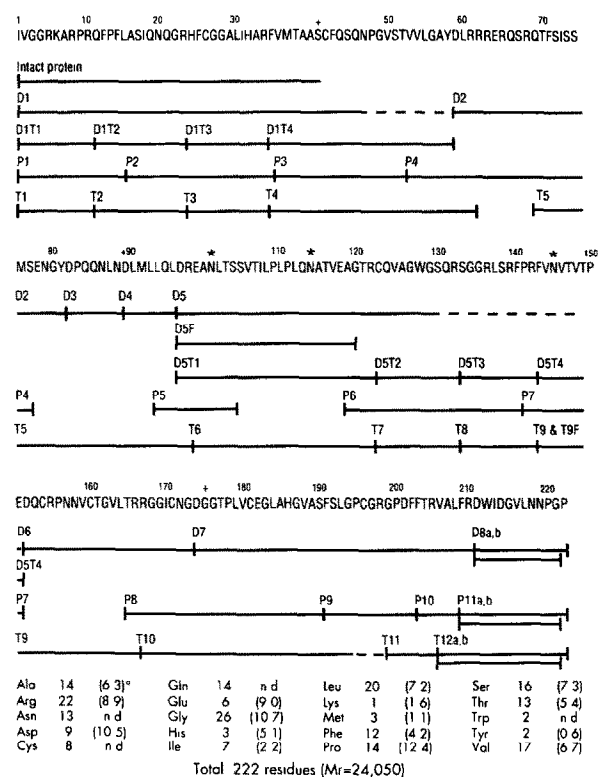 1 10 20 30 + 40 50 60 70
IVGGRKARPRQFPFLASIQNQGRHFCGGALIHARFVMTAASCFQSQNPGVSTVVLGAYDLRRRERQSRQTFSISS
Intact protein
D1 D2
D1T1 D1T2 D1T3 D1T4
P1 P2 P3 P4
T1 T2 T3 T4 T5
80 +90 * 110 * 120 130 140 * 150
MSENGYDPQQNLNDLMLLQLDREANLTSSVTILPLPLQNATVEAGTRCQVAGWGSQRSGGRLSRFPRFVNVTVTP
D2 D3 D4 D5
D5F
D5T1 D5T2 D5T3 D5T4
P4 P5 P6 P7
T5 T6 T7 T8 T9 & T9F
160 170 + 180 190 200 210 220
EDQCRPNNVCTGVLTRRGGICNGDGGTPLVCEGLAHGVASFSLGPCGRGPDFFTRVALFRDWIDGVLNNPGP
D6 D7 D8a,b
D5T4
P7 P8 P9 P10 P11a,b
T9 T10 T11 T12a,b
Ala 14 (6 3)° Gln 14 n d Leu 20 (7 2) Ser 16 (7 3)
Arg 22 (8 9) Glu 6 (9 0) Lys 1 (1 6) Thr 13 (5 4)
Asn 13 n d Gly 26 (10 7) Met 3 (1 1) Trp 2 n d
Asp 9 (10 5) His 3 (5 1) Phe 12 (4 2) Tyr 2 (0 6)
Cys 8 n d Ile 7 (2 2) Pro 14 (12 4) Val 17 (6 7)
Total 222 residues (Mr=24,050)